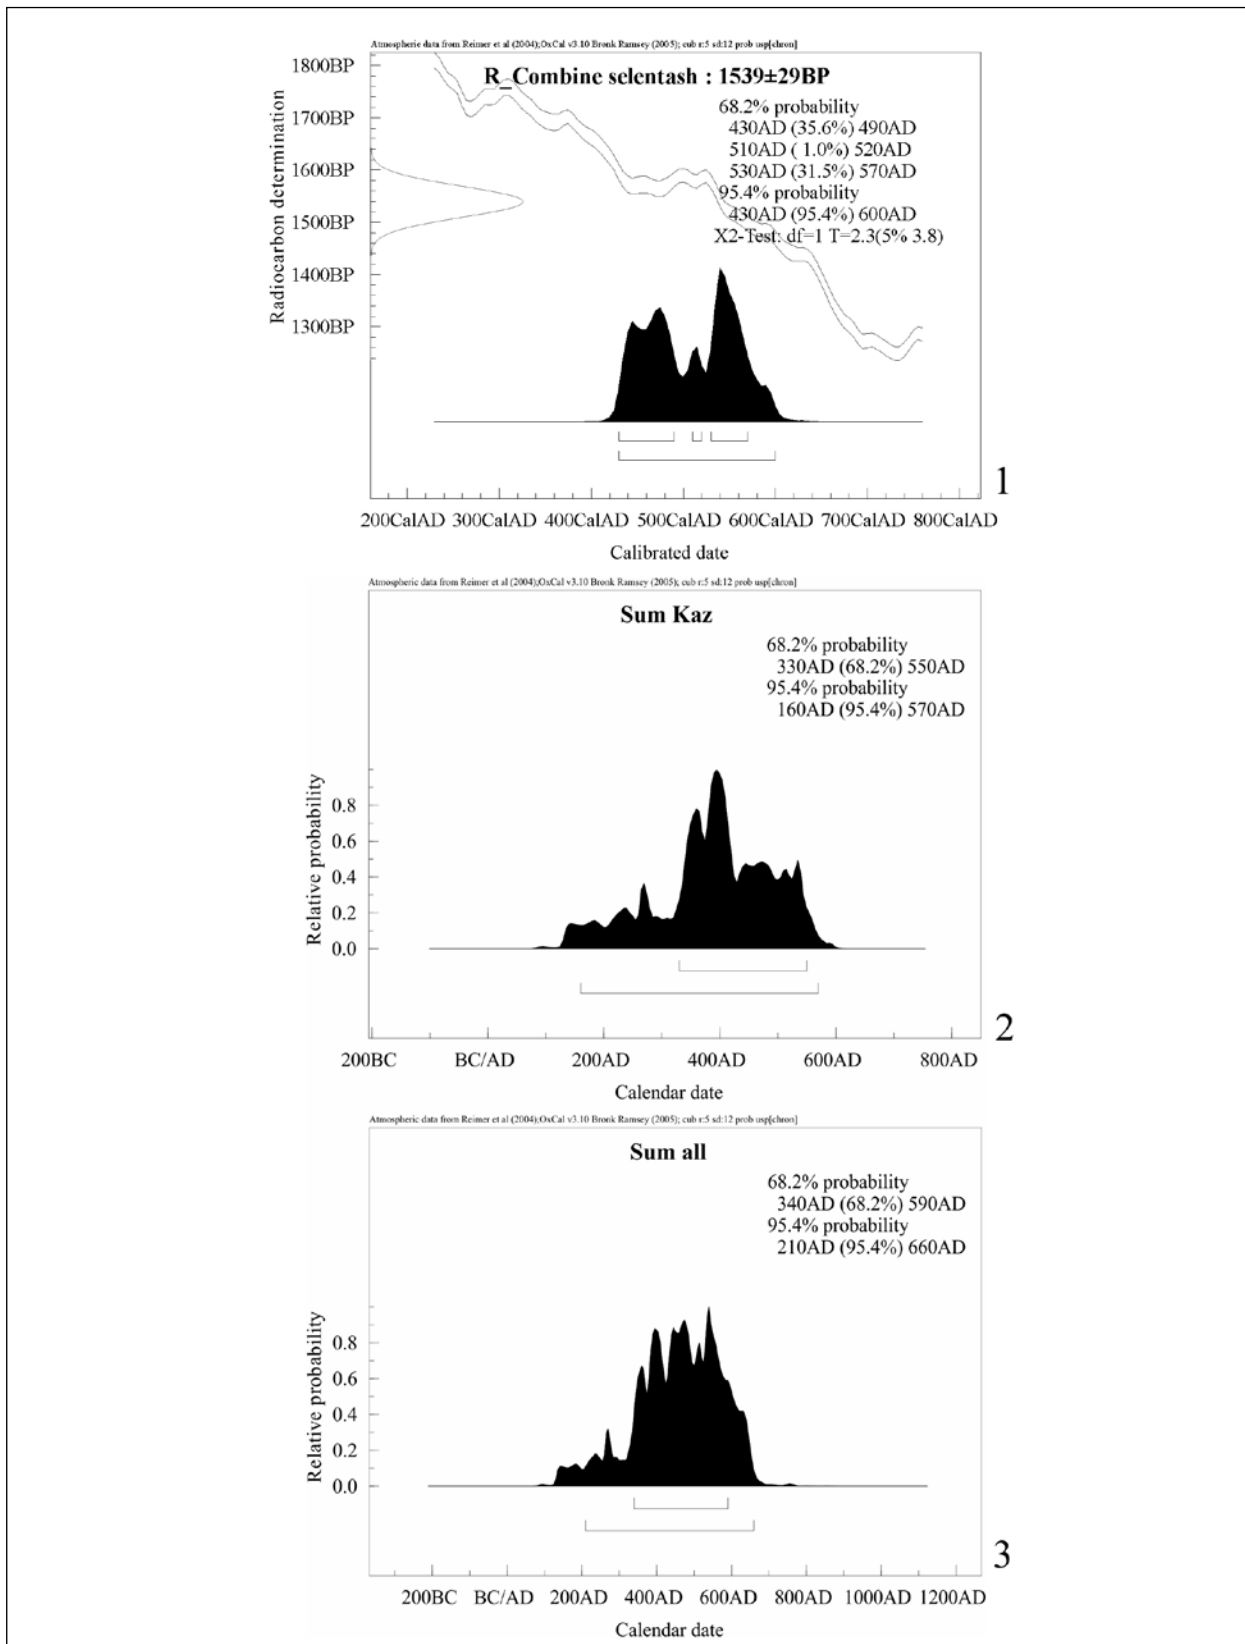 Atmospheric data from Reimer et al (2004);OxCal v3.10 Bronk Ramsey (2005); cub r:5 sd:12 prob usp[chron]
R_Combine selentash : 1539±29BP
68.2% probability
430AD (35.6%) 490AD
510AD ( 1.0%) 520AD
530AD (31.5%) 570AD
95.4% probability
430AD (95.4%) 600AD
X2-Test: df=1 T=2.3(5% 3.8)
Radiocarbon determination
1800BP
1700BP
1600BP
1500BP
1400BP
1300BP
200CalAD 300CalAD 400CalAD 500CalAD 600CalAD 700CalAD 800CalAD
Calibrated date
1
Atmospheric data from Reimer et al (2004);OxCal v3.10 Bronk Ramsey (2005); cub r:5 sd:12 prob usp[chron]
Sum Kaz
68.2% probability
330AD (68.2%) 550AD
95.4% probability
160AD (95.4%) 570AD
Relative probability
0.8
0.6
0.4
0.2
0.0
200BC BC/AD 200AD 400AD 600AD 800AD
Calendar date
2
Atmospheric data from Reimer et al (2004);OxCal v3.10 Bronk Ramsey (2005); cub r:5 sd:12 prob usp[chron]
Sum all
68.2% probability
340AD (68.2%) 590AD
95.4% probability
210AD (95.4%) 660AD
Relative probability
0.8
0.6
0.4
0.2
0.0
200BC BC/AD 200AD 400AD 600AD 800AD 1000AD 1200AD
Calendar date
3